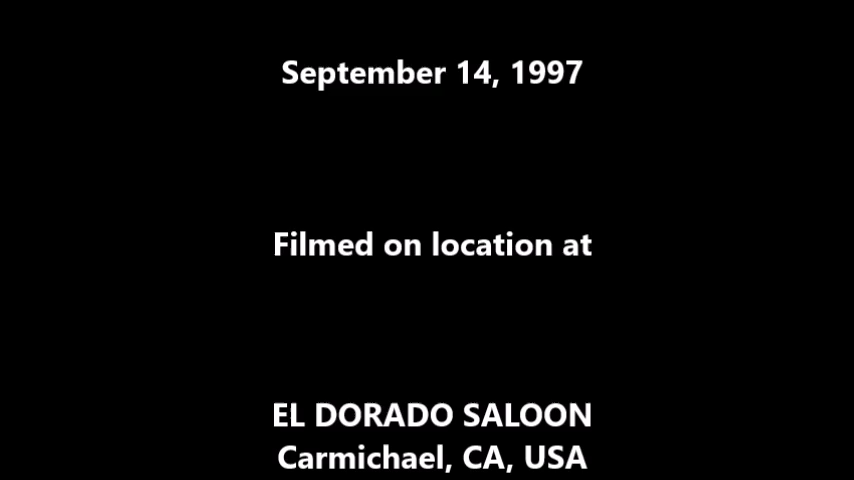 September 14, 1997
Filmed on location at
EL DORADO SALOON
Carmichael, CA, USA